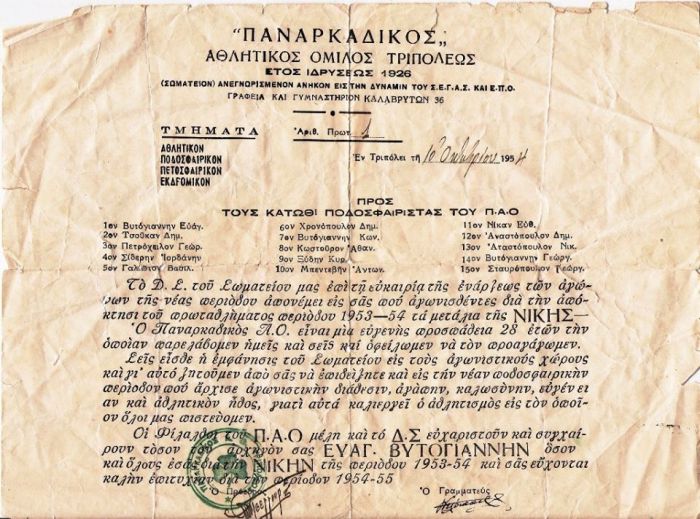 "ΠΑΝΑΡΚΑΔΙΚΟΣ„
ΑΘΛΗΤΙΚΟΣ ΟΜΙΛΟΣ ΤΡΙΠΟΛΕΩΣ
ΕΤΟΣ ΙΔΡΥΣΕΩΣ 1926
(ΣΩΜΑΤΕΙΟΝ) ΑΝΕΓΝΩΡΙΣΜΕΝΟΝ ΑΝΗΚΟΝ ΕΙΣ ΤΗΝ ΔΥΝΑΜΙΝ ΤΟΥ Σ.Ε.Γ.Α.Σ. ΚΑΙ Ε·Π·Ο.
ΓΡΑΦΕΙΑ ΚΑΙ ΓΥΜΝΑΣΤΗΡΙΟΝ ΚΑΛΑΒΡΥΤΩΝ 36
ΤΜΗΜΑΤΑ
ΑΘΛΗΤΙΚΟΝ
ΠΟΔΟΣΦΑΙΡΙΚΟΝ
ΠΕΤΟΣΦΑΙΡΙΚΟΝ
ΕΚΔΡΟΜΙΚΟΝ
Ἀριθ. Πρωτ. 1
Ἐν Τριπόλει τῇ 10 Ὀκτωβρίου 1954
ΠΡΟΣ
ΤΟΥΣ ΚΑΤΩΘΙ ΠΟΔΟΣΦΑΙΡΙΣΤΑΣ ΤΟΥ Π·Α·Ο
1ον Βυτόγιαννην Εὐάγ.
2ον Τσούκαν Δημ.
3ον Πετρόχειλον Γεώρ.
4ον Σίδερην Ἰορδάνην
5ον Βασιλ.
6ον Χρονόπουλον Δημ.
7ον Βυτόγιαννην Κων.
8ον Κωστούρον Ἀθαν.
9ον Ξύδην Κυρ.
10ον Μπεντεβῆν Ἀντων.
11ον Νίκαν Εὐθ.
12ον Ἀναστόπουλον Δημ.
13ον Ἀταστόπουλον Νικ.
14ον Βυτόγιαννην Γεώργ.
15ον Σταυρόπουλον Γεώργ.
Τὸ Δ.Σ. τοῦ Σωματείου μας ἐπὶ τῇ εὐκαιρίᾳ τῆς ἐνάρξεως τῶν ἀγώ-
νων τῆς νέας περιόδου ἀπονέμει εἰς σᾶς ποὺ ἀγωνισθέντες διὰ τὴν ἀπό-
κτησι τοῦ πρωταθλήματος περιόδου 1953—54 τὰ μετάλια τῆς ΝΙΚΗΣ—
Ὁ Παναρκαδικὸς Α.Ο. εἶναι μία εὐγενὴς προσπάθεια 28 ἐτῶν τὴν
ὁποίαν παρελάβομεν ἡμεῖς καὶ σεῖς καὶ ὀφείλωμεν νὰ τὸν προαγάγωμεν.
Σεῖς εἶσθε ἡ ἐμφάνησις τοῦ Σωματείου εἰς τοὺς ἀγωνιστικοὺς χώρους
καὶ γι' αὐτό ζητοῦμεν ἀπὸ σᾶς νὰ ἐπιδείξητε καὶ εἰς τὴν νέαν ποδοσφαιρικὴν
περίοδον ποὺ ἄρχισε ἀγωνιστικὴν διάθεσιν, ἀγάπην, καλωσύνην, εὐγένει
αν καὶ ἀθλητικὸν ἦθος, γιατὶ αὐτὰ καλιεργεῖ ὁ ἀθλητισμὸς εἰς τὸν ὁποῖ-
ον ὅλοι μας πιστεύομεν.
Οἱ Φίλαθλοι τοῦ Π.Α.Ο μέλη καὶ τὸ Δ.Σ εὐχαριστοῦν καὶ συγχαί-
ρουν τόσον τὸν ἀρχηγὸν σας ΕΥΑΓ. ΒΥΤΟΓΙΑΝΝΗΝ ὅσον
καὶ ὅλους ἐσᾶς διὰ τὴν ΝΙΚΗΝ τῆς περιόδου 1953-54 καὶ σᾶς εὔχονται
καλὴν ἐπιτυχίαν διὰ τὴν περίοδον 1954-55
Ὁ Πρόεδρος
Ὁ Γραμματεὺς